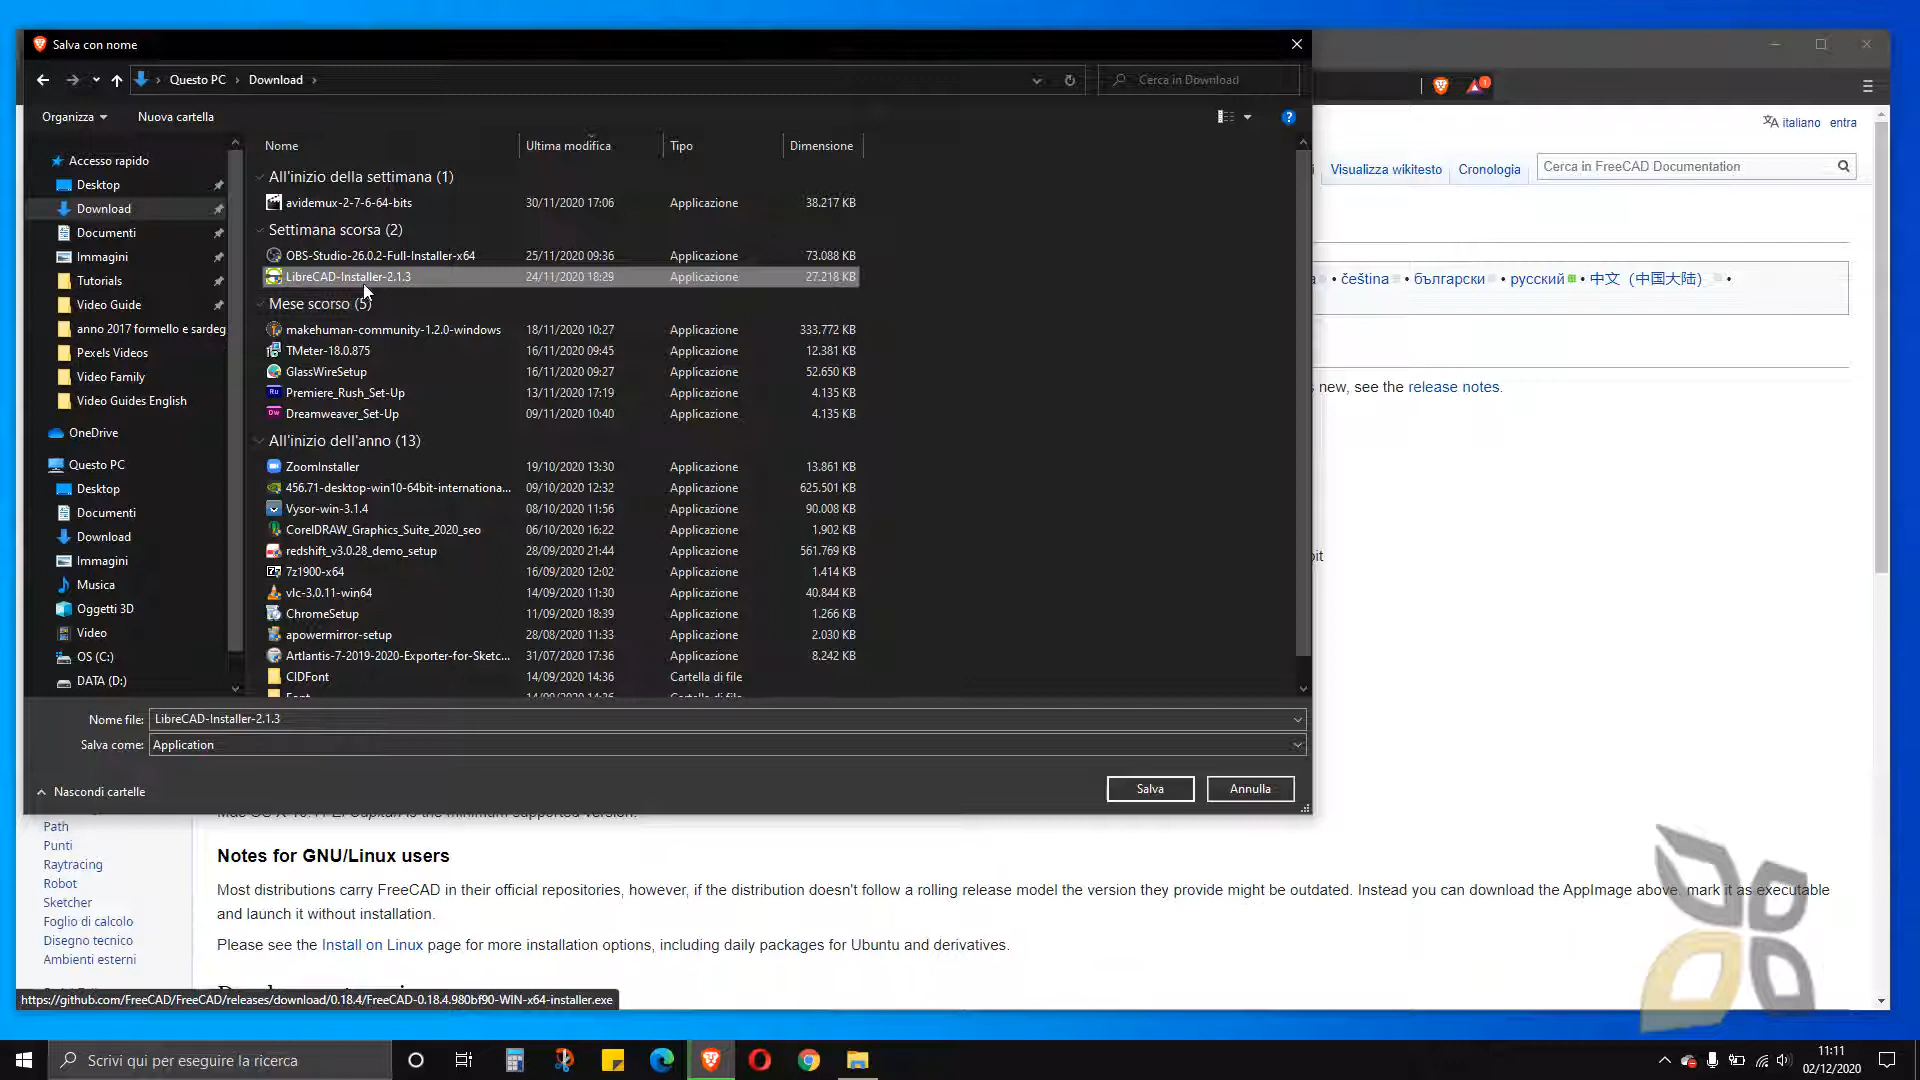 Salva con nome
Questo PC
Download
Cerca in Download
Organizza
Nuova cartella
Nome
Ultima modifica
Tipo
Dimensione
Accesso rapido
Desktop
Download
Documenti
Immagini
Tutorials
Video Guide
anno 2017 formello e sardeg
Pexels Videos
Video Family
Video Guides English
OneDrive
Questo PC
Desktop
Documenti
Download
Immagini
Musica
Oggetti 3D
Video
OS (C:)
DATA (D:)
All'inizio della settimana (1)
avidemux-2-7-6-64-bits 30/11/2020 17:06 Applicazione 38.217 KB
Settimana scorsa (2)
OBS-Studio-26.0.2-Full-Installer-x64 25/11/2020 09:36 Applicazione 73.088 KB
LibreCAD-Installer-2.1.3 24/11/2020 18:29 Applicazione 27.218 KB
Mese scorso (5)
makehuman-community-1.2.0-windows 18/11/2020 10:27 Applicazione 333.772 KB
TMeter-18.0.875 16/11/2020 09:45 Applicazione 12.381 KB
GlassWireSetup 16/11/2020 09:27 Applicazione 52.650 KB
Premiere_Rush_Set-Up 13/11/2020 17:19 Applicazione 4.135 KB
Dreamweaver_Set-Up 09/11/2020 10:40 Applicazione 4.135 KB
All'inizio dell'anno (13)
ZoomInstaller 19/10/2020 13:30 Applicazione 13.861 KB
456.71-desktop-win10-64bit-internationa... 09/10/2020 12:32 Applicazione 625.501 KB
Vysor-win-3.1.4 08/10/2020 11:56 Applicazione 90.008 KB
CorelDRAW_Graphics_Suite_2020_seo 06/10/2020 16:22 Applicazione 1.902 KB
redshift_v3.0.28_demo_setup 28/09/2020 21:44 Applicazione 561.769 KB
7z1900-x64 16/09/2020 12:02 Applicazione 1.414 KB
vlc-3.0.11-win64 14/09/2020 11:30 Applicazione 40.844 KB
ChromeSetup 11/09/2020 18:39 Applicazione 1.266 KB
apowermirror-setup 28/08/2020 11:33 Applicazione 2.030 KB
Artlantis-7-2019-2020-Exporter-for-Sketc... 31/07/2020 17:36 Applicazione 8.242 KB
CIDFont 14/09/2020 14:36 Cartella di file
Nome file: LibreCAD-Installer-2.1.3
Salva come: Application
Nascondi cartelle
Salva
Annulla
italiano entra
Visualizza wikitesto
Cronologia
Cerca in FreeCAD Documentation
čeština • български • русский • 中文（中国大陆） •
new, see the release notes.
Path
Punti
Raytracing
Robot
Sketcher
Foglio di calcolo
Disegno tecnico
Ambienti esterni
Notes for GNU/Linux users
Most distributions carry FreeCAD in their official repositories, however, if the distribution doesn't follow a rolling release model the version they provide might be outdated. Instead you can download the AppImage above, mark it as executable
and launch it without installation.
Please see the Install on Linux page for more installation options, including daily packages for Ubuntu and derivatives.
https://github.com/FreeCAD/FreeCAD/releases/download/0.18.4/FreeCAD-0.18.4.980bf90-WIN-x64-installer.exe
Scrivi qui per eseguire la ricerca
11:11
02/12/2020